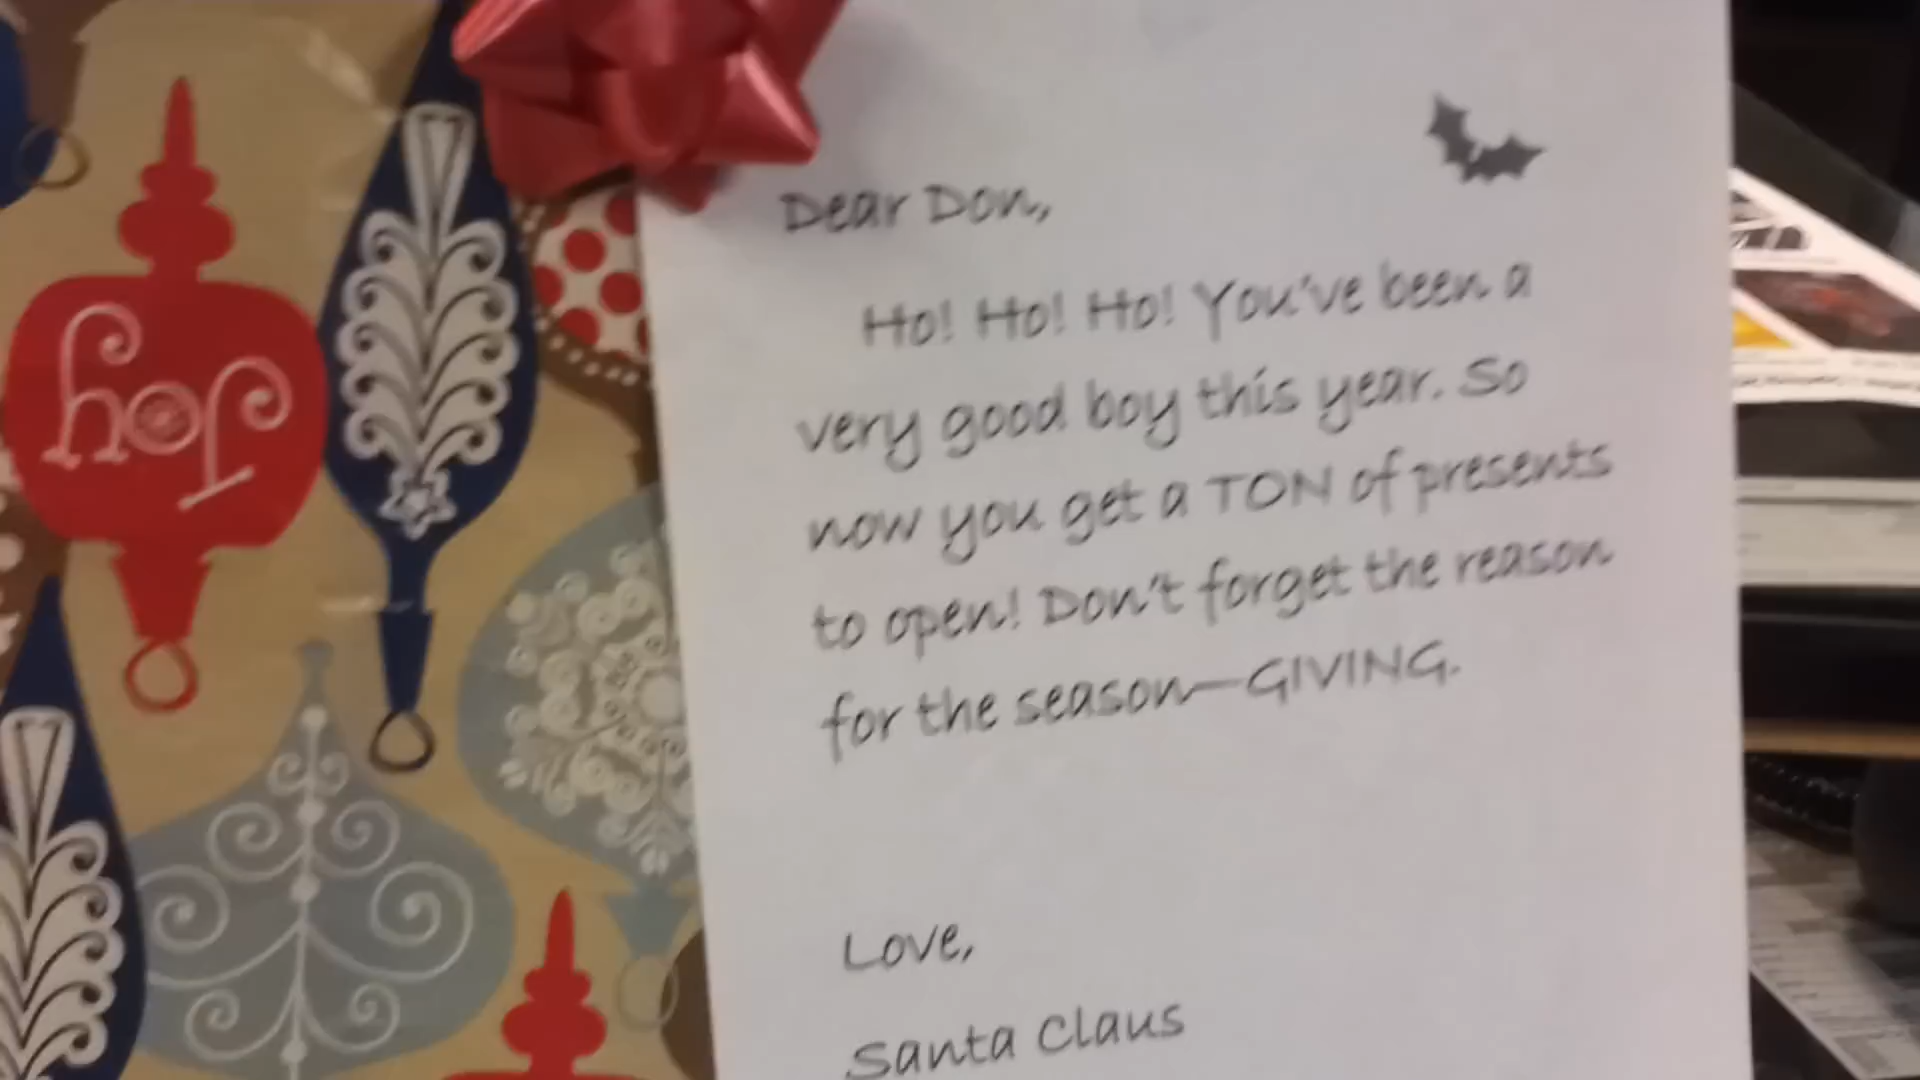 Dear Don,
Ho! Ho! Ho! You've been a
very good boy this year. So
now you get a TON of presents
to open! Don't forget the reason
for the season—GIVING.
Love,
Santa Claus
Joy